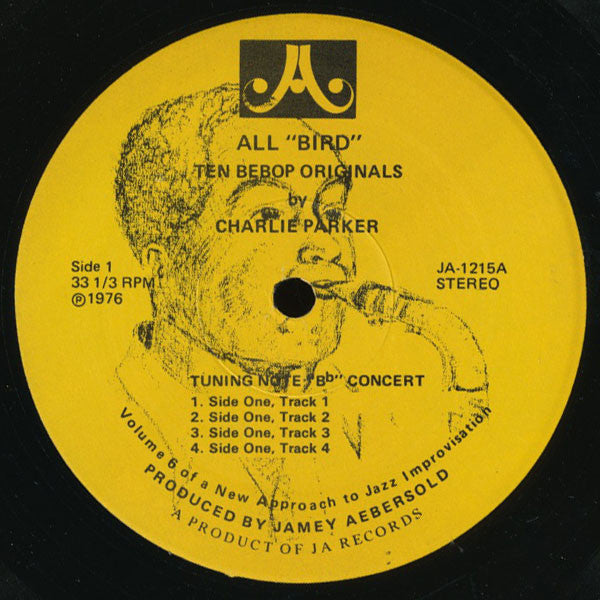 ALL "BIRD"
TEN BEBOP ORIGINALS
by
CHARLIE PARKER
Side 1
33 1/3 RPM
℗1976
JA-1215A
STEREO
TUNING NOTE: "Bb" CONCERT
1. Side One, Track 1
2. Side One, Track 2
3. Side One, Track 3
4. Side One, Track 4
Volume 6 of a New Approach to Jazz Improvisation
PRODUCED BY JAMEY AEBERSOLD
A PRODUCT OF JA RECORDS